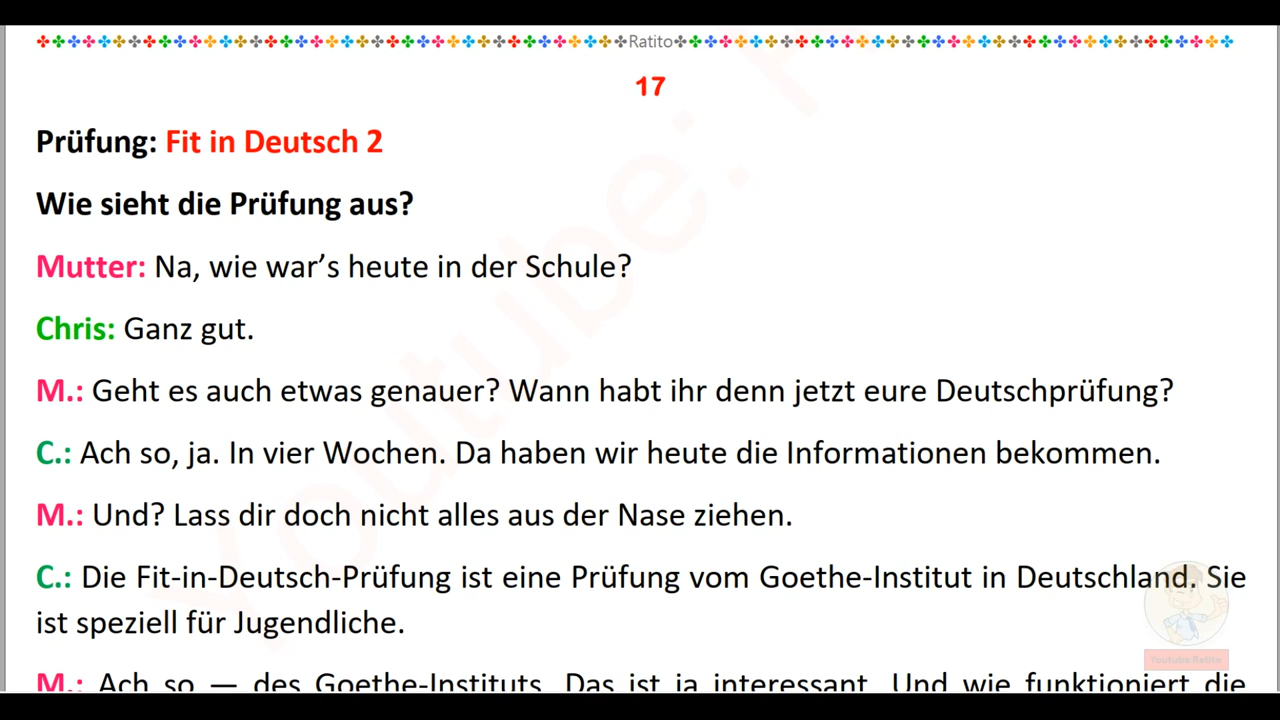 Ratito
17
Prüfung: Fit in Deutsch 2
Wie sieht die Prüfung aus?
Mutter: Na, wie war’s heute in der Schule?
Chris: Ganz gut.
M.: Geht es auch etwas genauer? Wann habt ihr denn jetzt eure Deutschprüfung?
C.: Ach so, ja. In vier Wochen. Da haben wir heute die Informationen bekommen.
M.: Und? Lass dir doch nicht alles aus der Nase ziehen.
C.: Die Fit-in-Deutsch-Prüfung ist eine Prüfung vom Goethe-Institut in Deutschland. Sie
ist speziell für Jugendliche.
M.: Ach so — des Goethe-Instituts. Das ist ja interessant. Und wie funktioniert die
Youtube:Ratito
Youtube: R